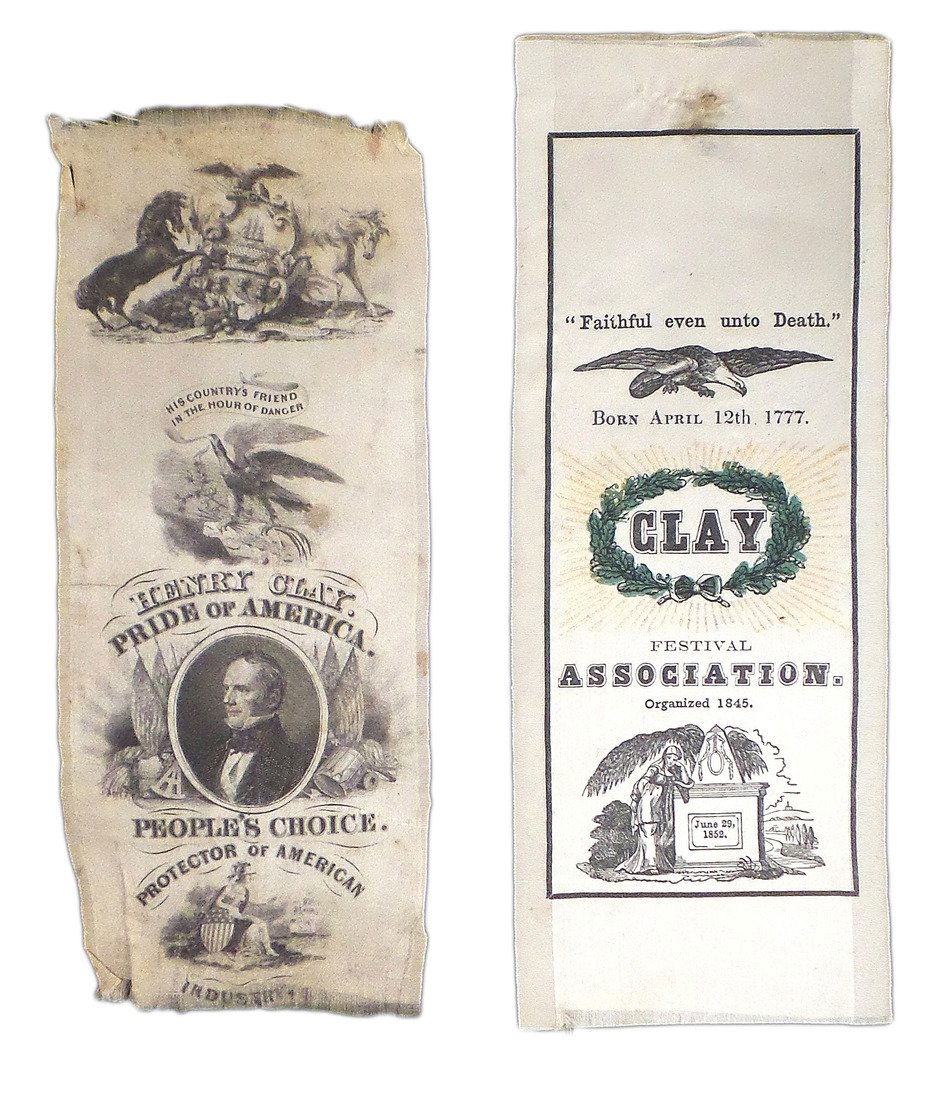 HIS COUNTRY'S FRIEND
IN THE HOUR OF DANGER
HENRY CLAY.
PRIDE OF AMERICA.
PEOPLE'S CHOICE.
PROTECTOR OF AMERICAN
INDUSTRY
"Faithful even unto Death."
BORN APRIL 12th 1777.
CLAY
FESTIVAL
ASSOCIATION.
Organized 1845.
June 29,
1852.